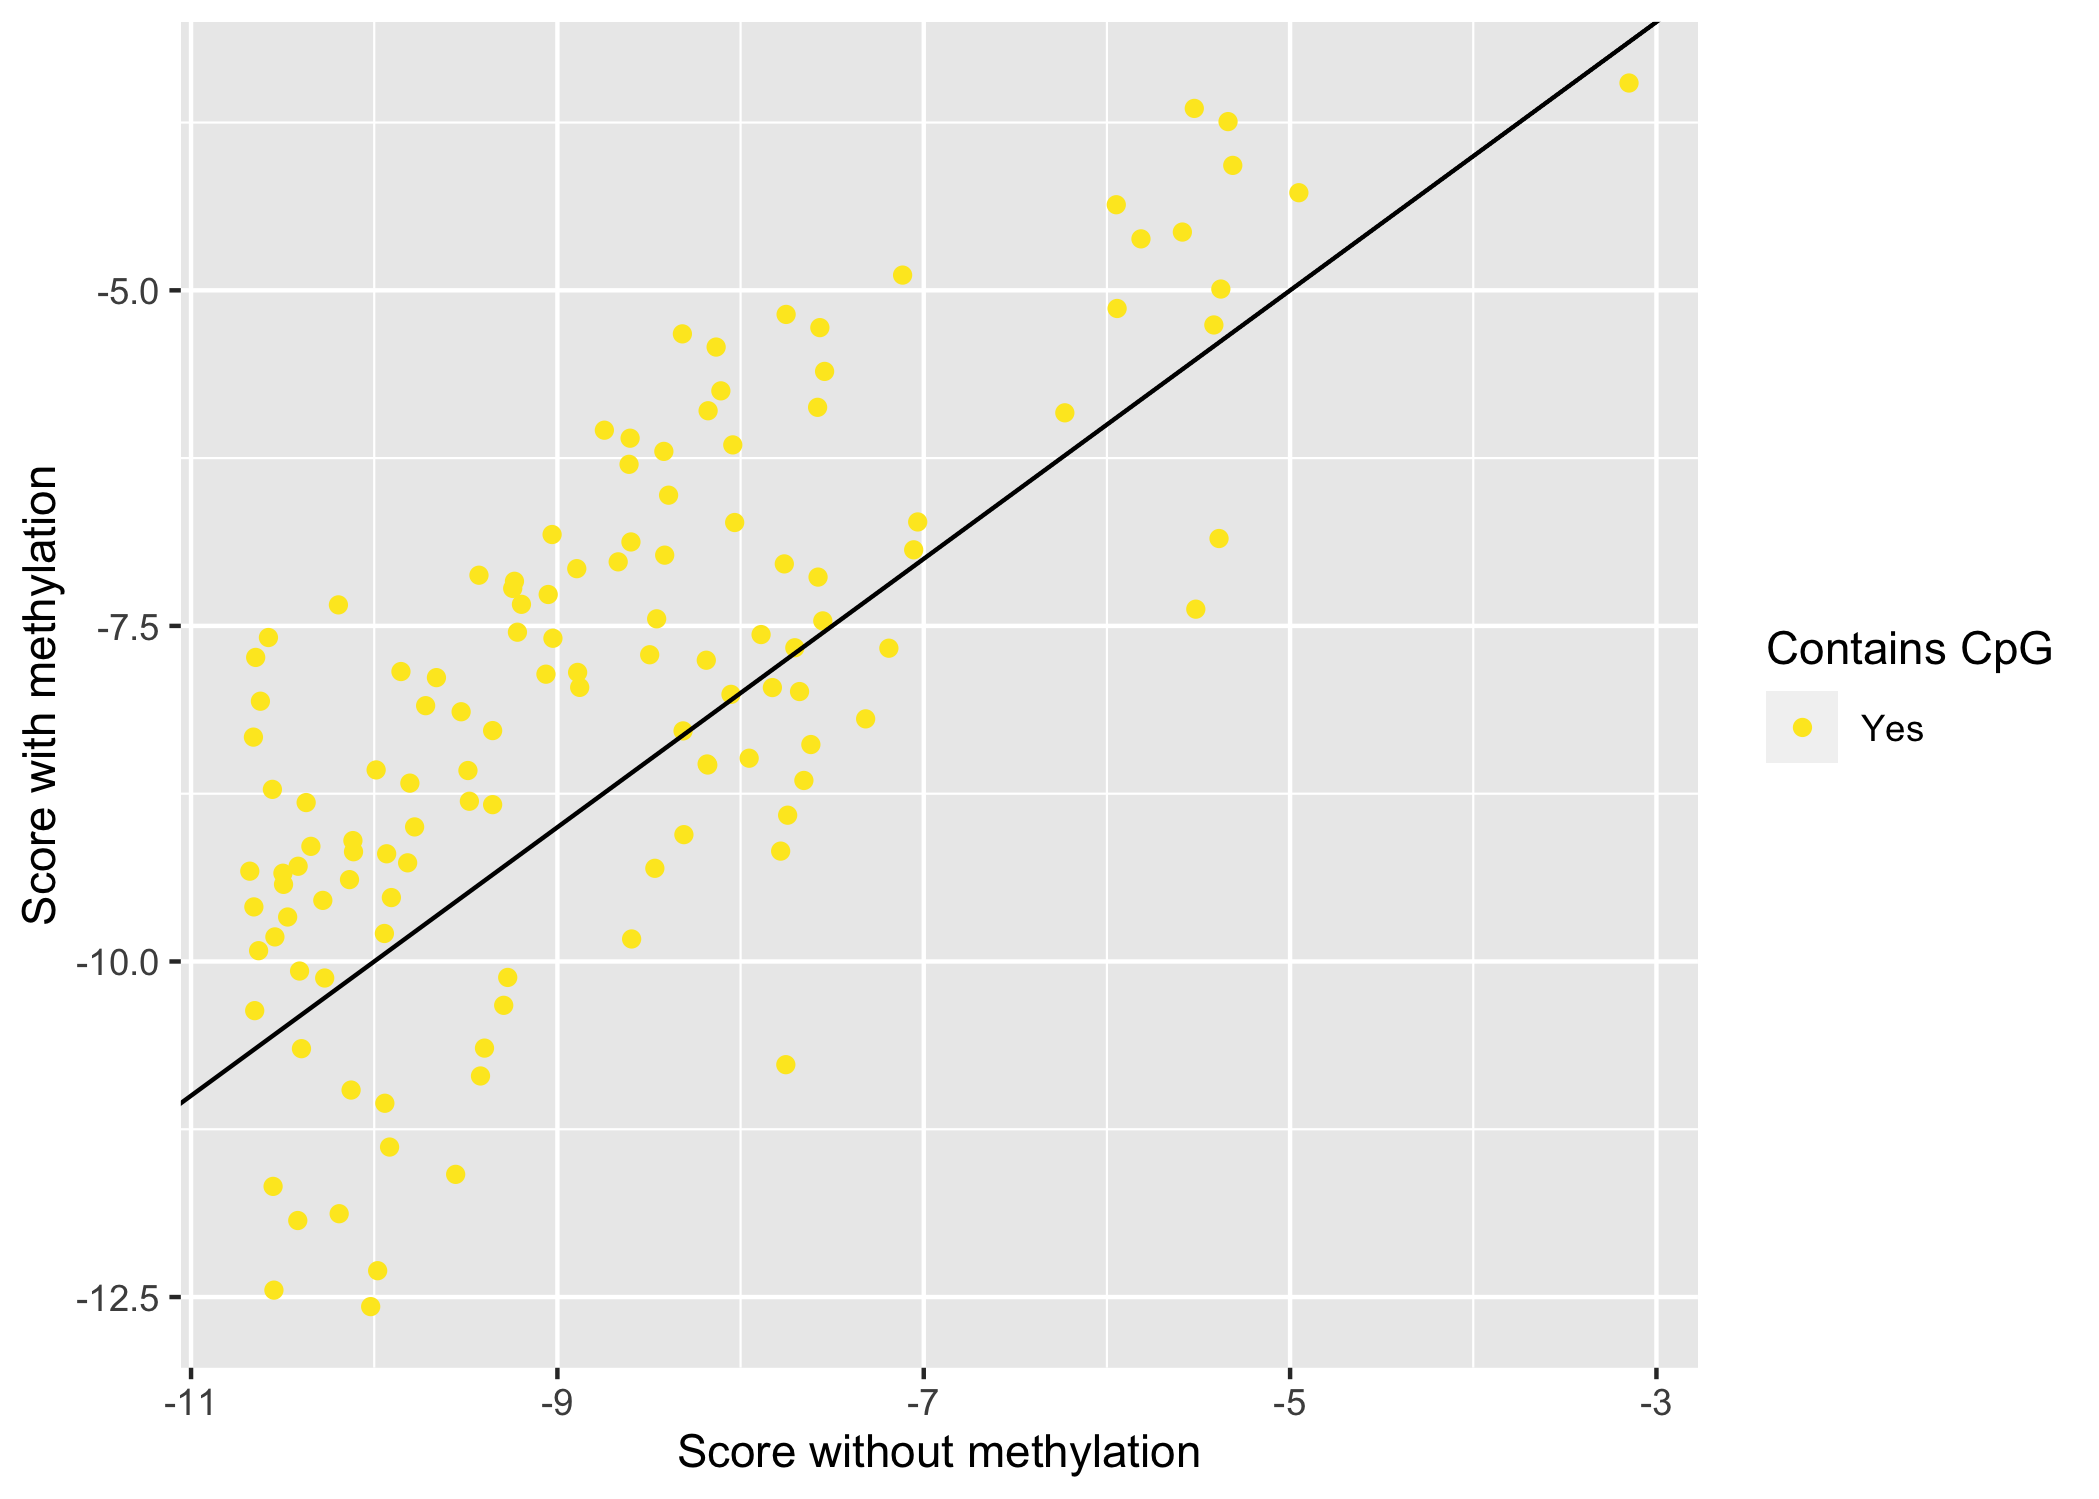 Score with methylation
-5.0
-7.5
-10.0
-12.5
-11
-9
-7
-5
-3
Score without methylation
Contains CpG
Yes